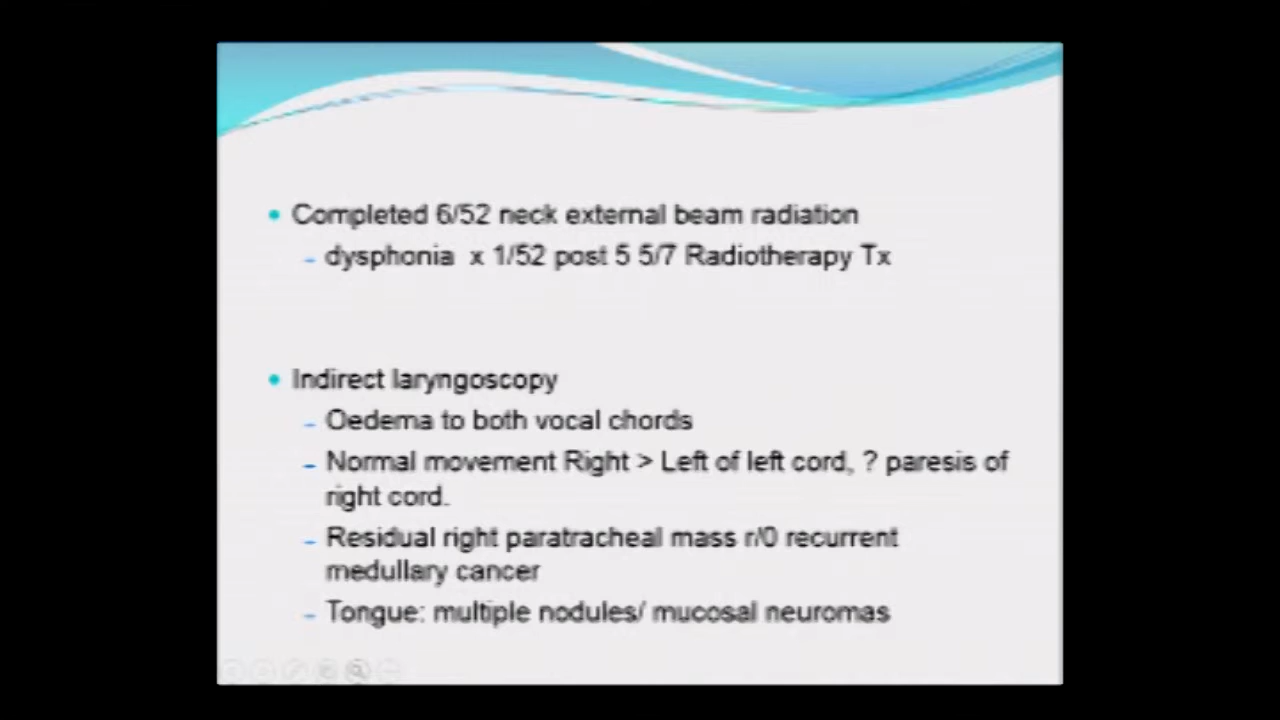 • Completed 6/52 neck external beam radiation
- dysphonia x 1/52 post 5 5/7 Radiotherapy Tx
• Indirect laryngoscopy
- Oedema to both vocal chords
- Normal movement Right > Left of left cord, ? paresis of
right cord.
- Residual right paratracheal mass r/0 recurrent
medullary cancer
- Tongue: multiple nodules/ mucosal neuromas